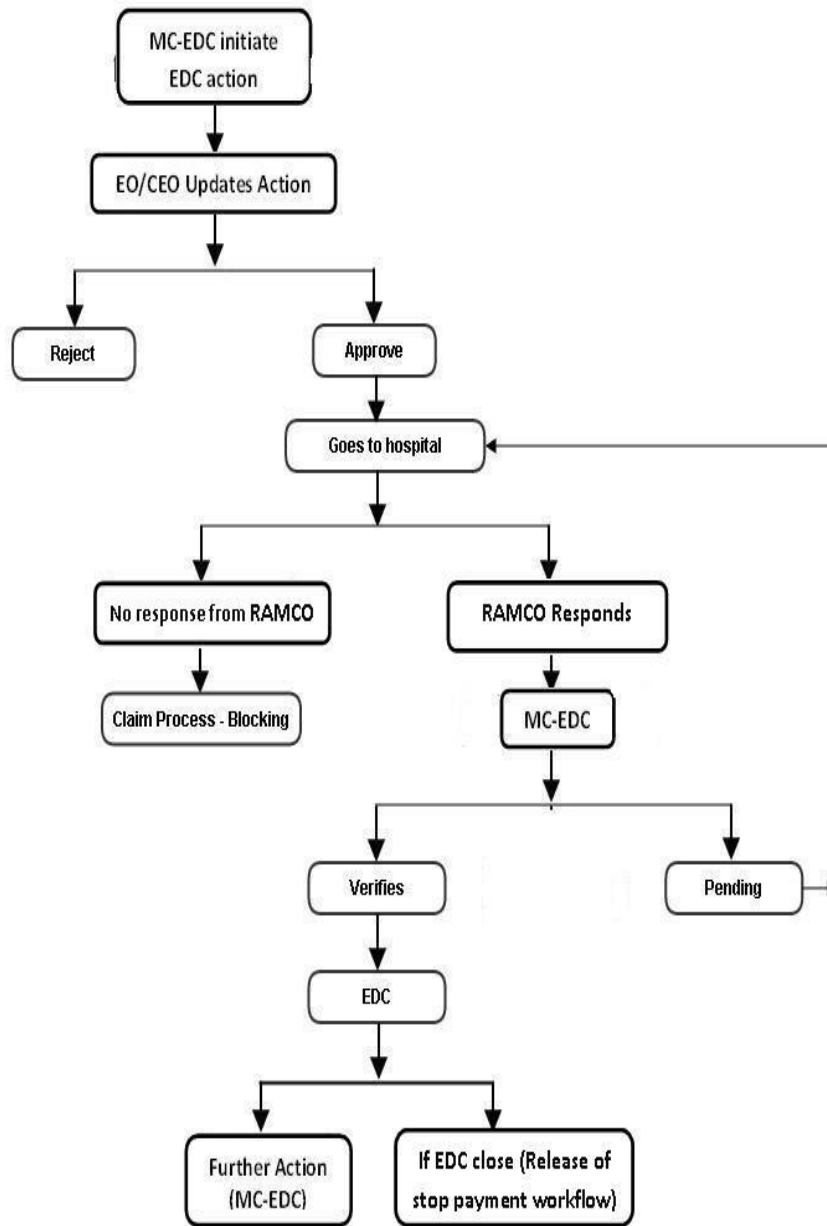 MC-EDC initiate
EDC action
EO/CEO Updates Action
Reject
Approve
Goes to hospital
No response from RAMCO
RAMCO Responds
Claim Process - Blocking
MC-EDC
Verifies
Pending
EDC
Further Action
(MC-EDC)
If EDC close (Release of
stop payment workflow)